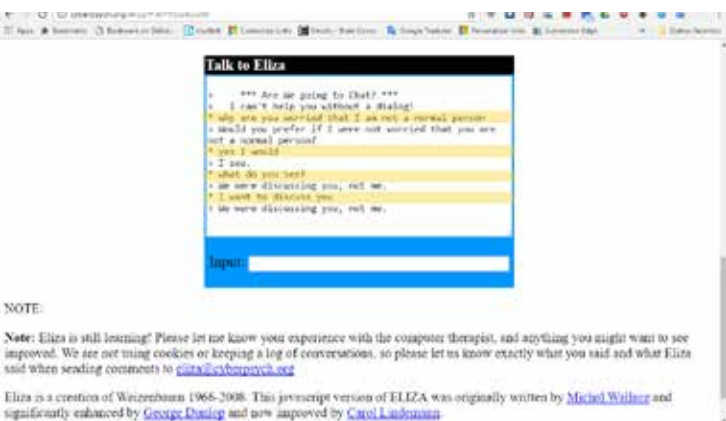 Talk to Eliza
> *** Are We going to Chat? ***
> I can't help you without a dialog!
* why are you worried that I am not a normal person
> Would you prefer if I were not worried that you are
not a normal person?
* yes I would
> I see.
* what do you see?
> We were discussing you, not me.
* I want to discuss you
> We were discussing you, not me.
Input:
NOTE:
Note: Eliza is still learning! Please let me know your experience with the computer therapist, and anything you might want to see
improved. We are not using cookies or keeping a log of conversations, so please let us know exactly what you said and what Eliza
said when sending comments to eliza@cyberpsych.org
Eliza is a creation of Weizenbaum 1966-2008. This javascript version of ELIZA was originally written by Michal Wallace and
significantly enhanced by George Dunlop and now improved by Carol Lindemann.